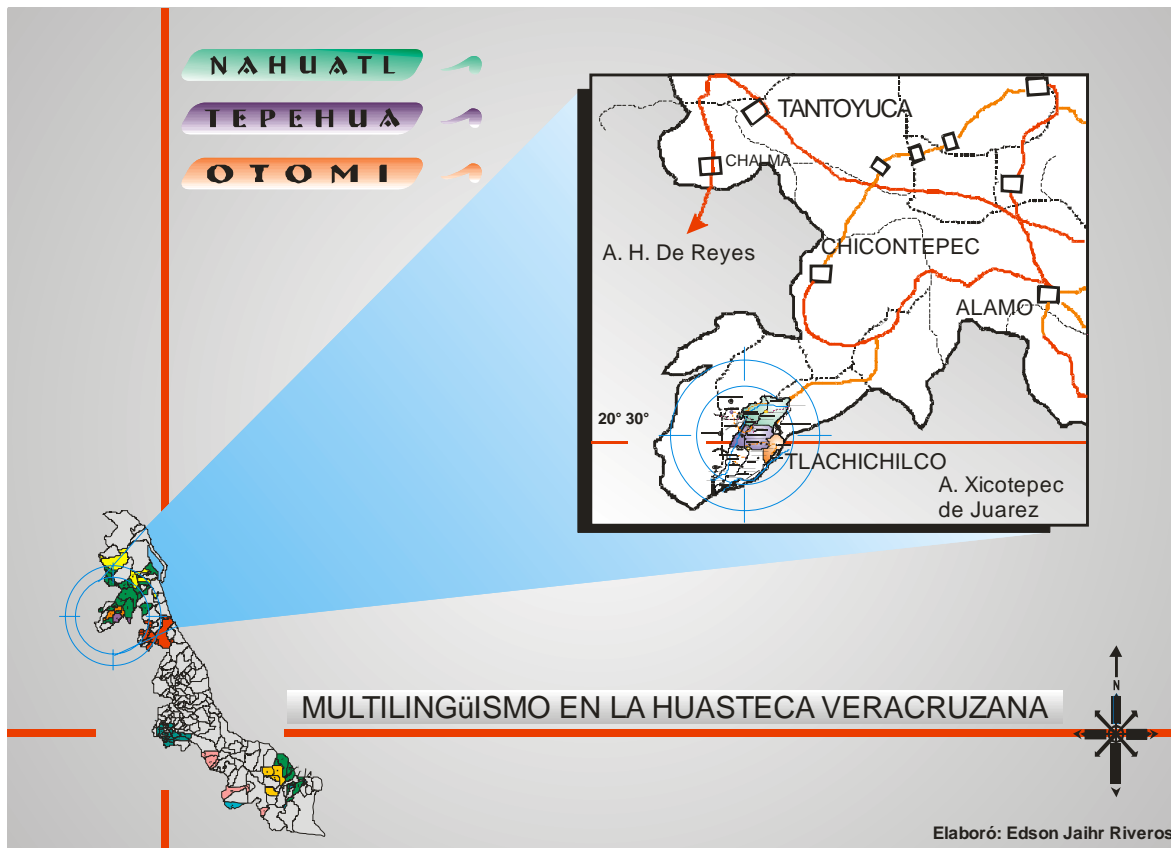 NAHUATL
TEPEHUA
OTOMI
TANTOYUCA
CHALMA
A. H. De Reyes
CHICONTEPEC
ALAMO
20° 30°
TLACHICHILCO
A. Xicotepec
de Juarez
MULTILINGüISMO EN LA HUASTECA VERACRUZANA
N
Elaboró: Edson Jaihr Riveros